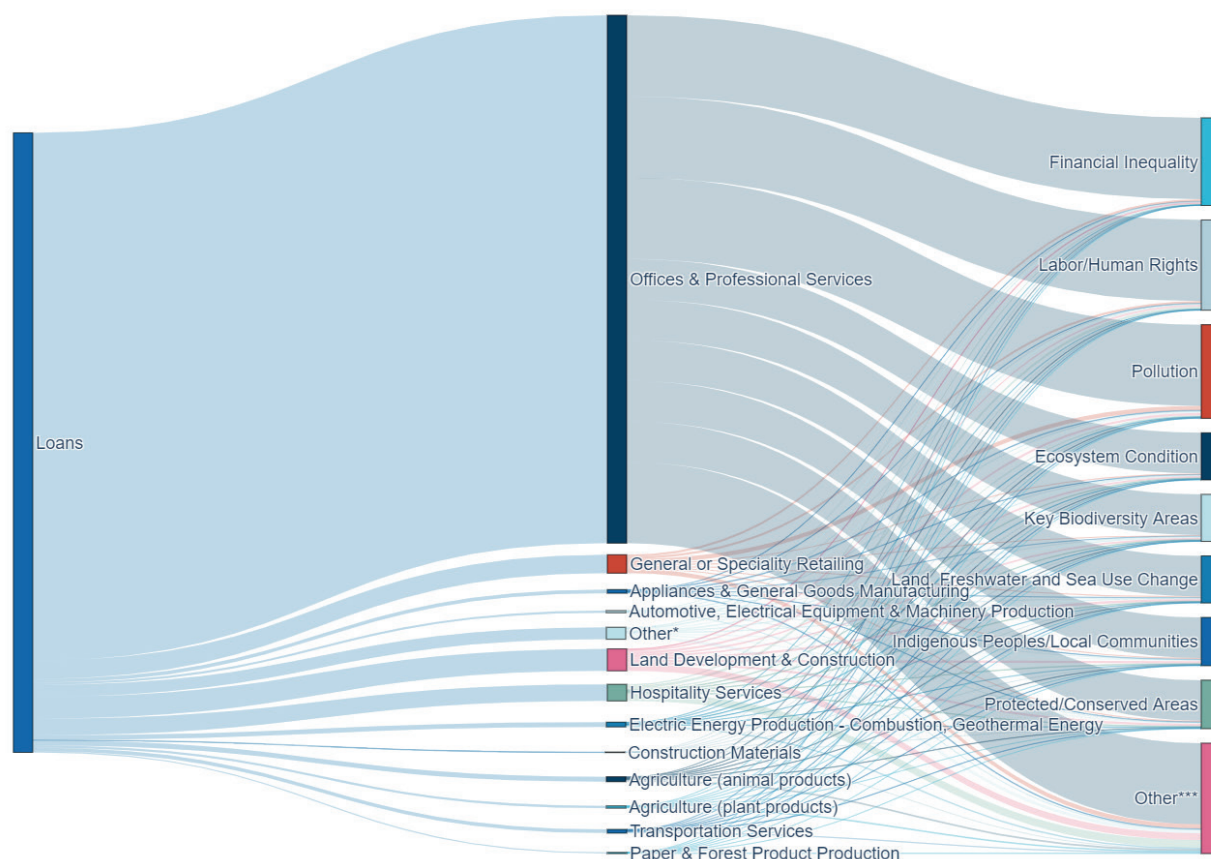 Loans
Offices & Professional Services
General or Speciality Retailing
Appliances & General Goods Manufacturing
Automotive, Electrical Equipment & Machinery Production
Other*
Land Development & Construction
Hospitality Services
Electric Energy Production - Combustion, Geothermal Energy
Construction Materials
Agriculture (animal products)
Agriculture (plant products)
Transportation Services
Paper & Forest Product Production
Financial Inequality
Labor/Human Rights
Pollution
Ecosystem Condition
Key Biodiversity Areas
Land, Freshwater and Sea Use Change
Indigenous Peoples/Local Communities
Protected/Conserved Areas
Other***